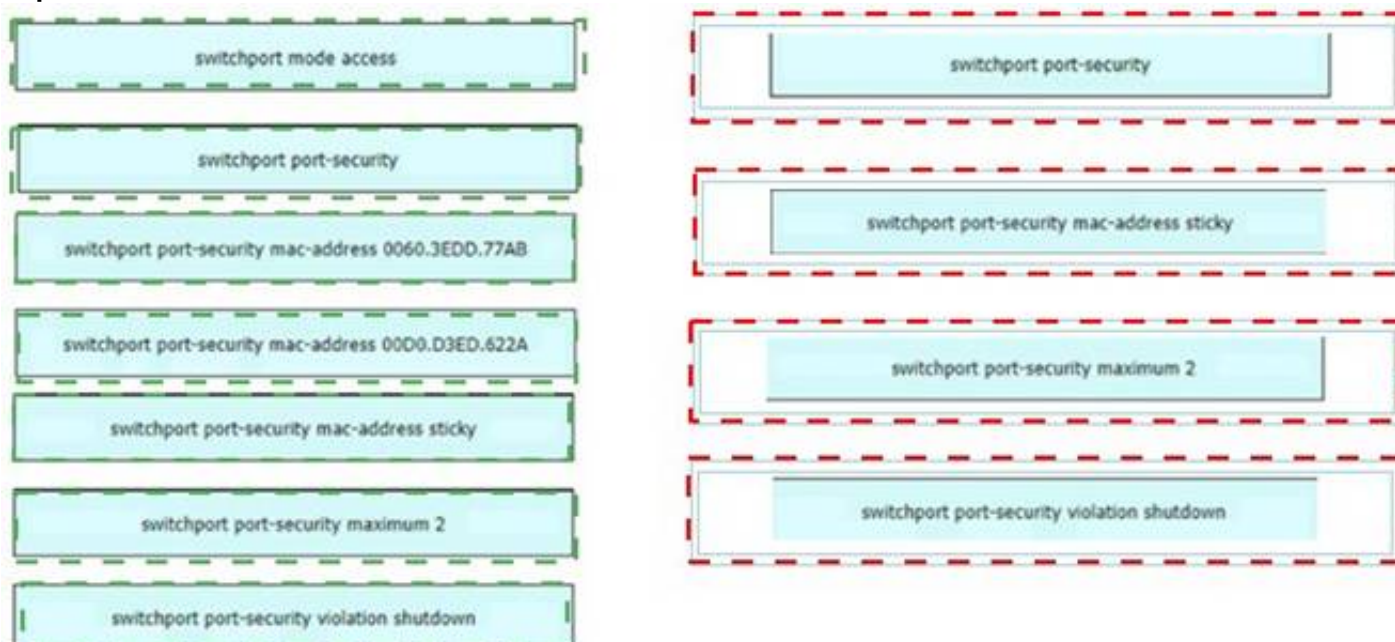 switchport mode access
switchport port-security
switchport port-security mac-address 0060.3EDD.77AB
switchport port-security mac-address 00D0.D3ED.622A
switchport port-security mac-address sticky
switchport port-security maximum 2
switchport port-security violation shutdown
switchport port-security
switchport port-security mac-address sticky
switchport port-security maximum 2
switchport port-security violation shutdown